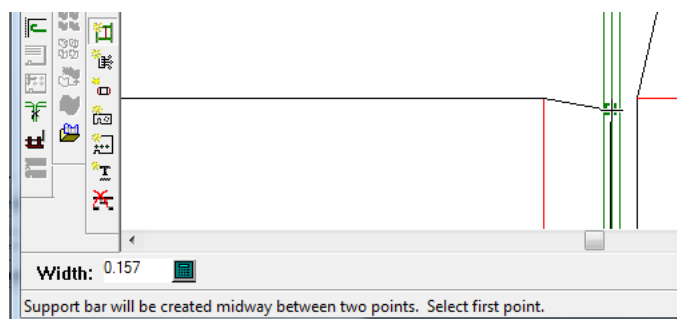 Width: 0.157
Support bar will be created midway between two points.  Select first point.